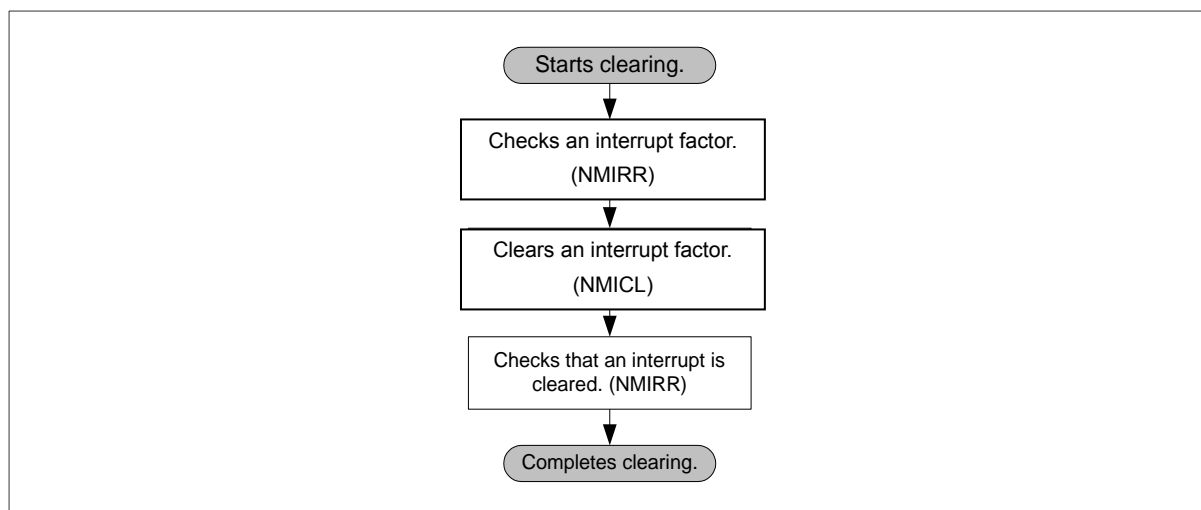 Starts clearing.
Checks an interrupt factor.
(NMIRR)
Clears an interrupt factor.
(NMICL)
Checks that an interrupt is
cleared. (NMIRR)
Completes clearing.